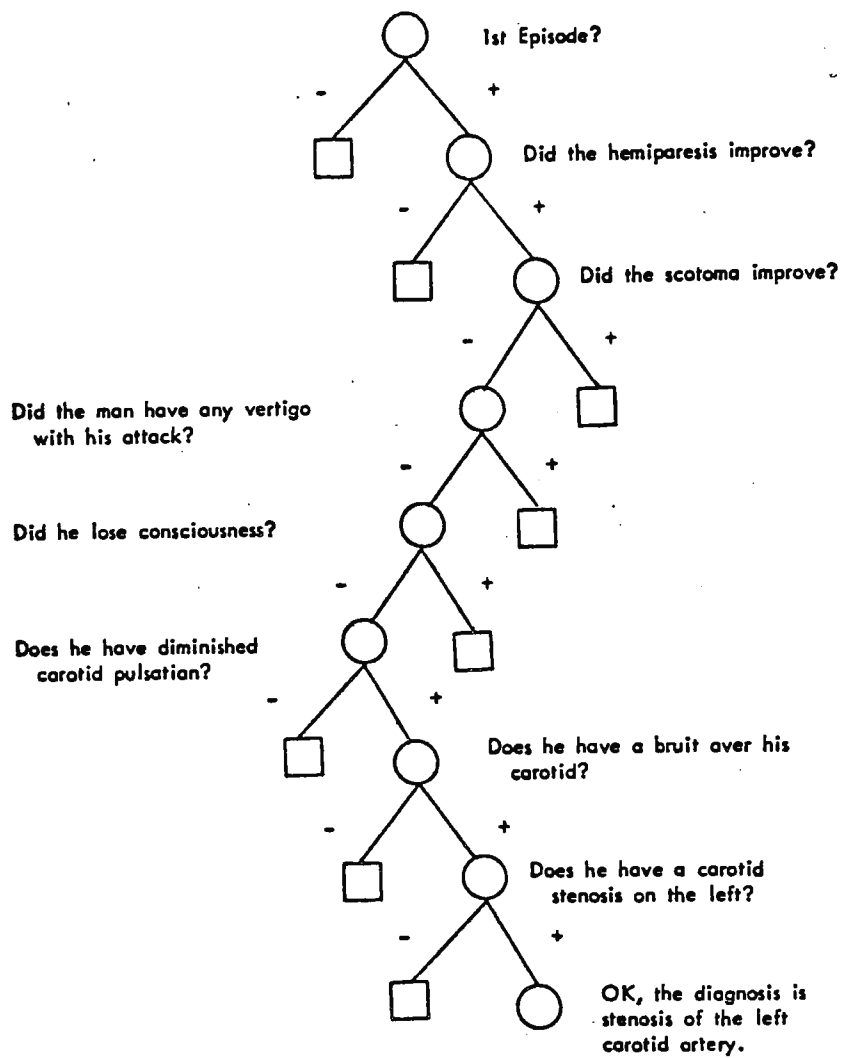 1st Episode?
- +
Did the hemiparesis improve?
- +
Did the scotoma improve?
- +
Did the man have any vertigo
with his attack?
- +
Did he lose consciousness?
- +
Does he have diminished
carotid pulsatian?
- +
Does he have a bruit aver his
carotid?
- +
Does he have a carotid
stenosis on the left?
- +
OK, the diagnosis is
stenosis of the left
carotid artery.